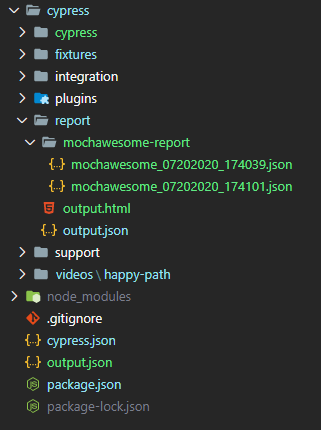 cypress
cypress
fixtures
integration
plugins
report
mochawesome-report
mochawesome_07202020_174039.json
mochawesome_07202020_174101.json
output.html
output.json
support
videos \ happy-path
node_modules
.gitignore
cypress.json
output.json
package.json
package-lock.json